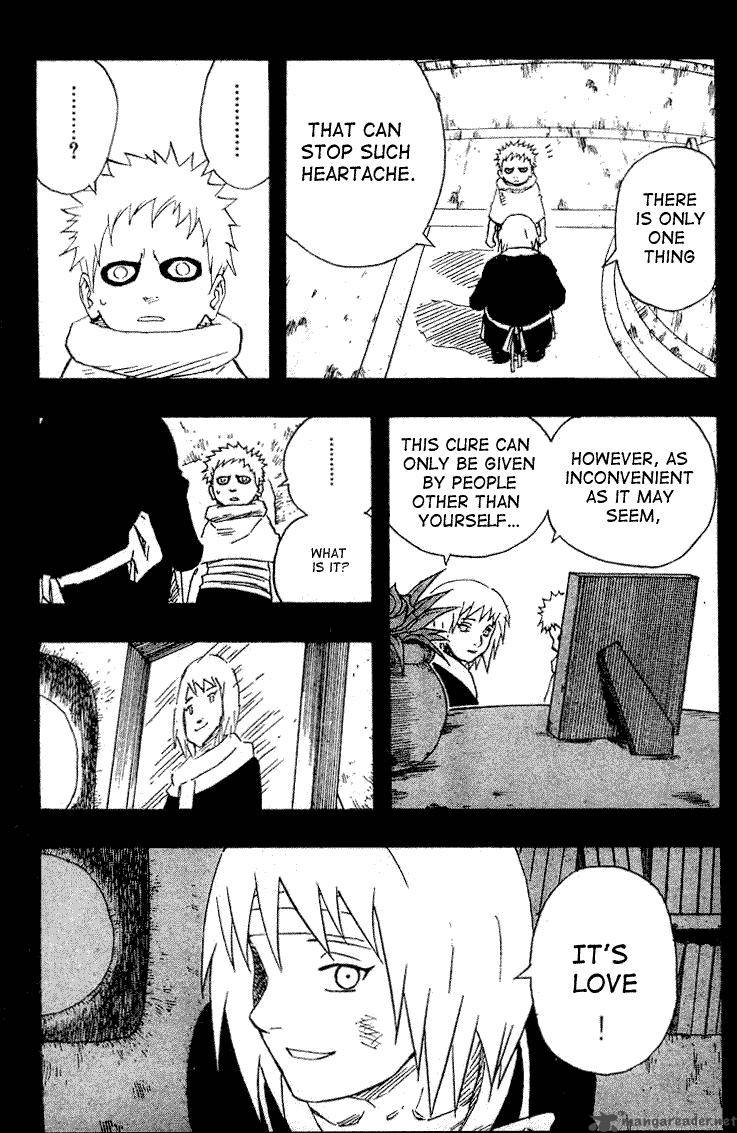 THERE
IS ONLY
ONE
THING
THAT CAN
STOP SUCH
HEARTACHE.
..........
..........?
HOWEVER, AS
INCONVENIENT
AS IT MAY
SEEM,
THIS CURE CAN
ONLY BE GIVEN
BY PEOPLE
OTHER THAN
YOURSELF...
..........
WHAT
IS IT?
IT'S
LOVE
!
mangareader.net